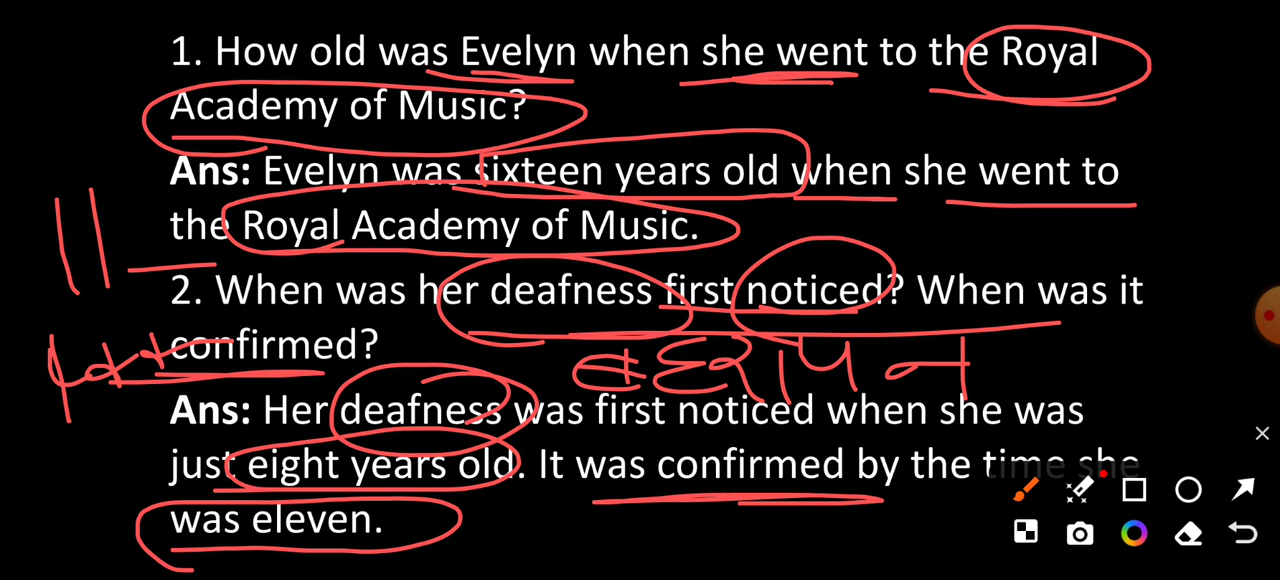 1. How old was Evelyn when she went to the Royal
Academy of Music?
Ans: Evelyn was sixteen years old when she went to
the Royal Academy of Music.
2. When was her deafness first noticed? When was it
confirmed?
Ans: Her deafness was first noticed when she was
just eight years old. It was confirmed by the time she
was eleven.